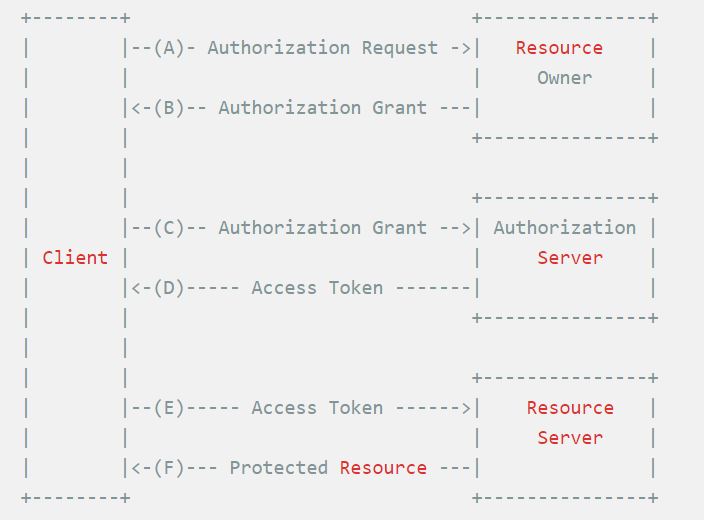 +--------+                               +---------------+
|        |--(A)- Authorization Request ->|   Resource    |
|        |                               |     Owner     |
|        |<-(B)-- Authorization Grant ---|               |
|        |                               +---------------+
|        |
|        |                               +---------------+
|        |--(C)-- Authorization Grant -->| Authorization |
| Client |                               |     Server    |
|        |<-(D)----- Access Token -------|               |
|        |                               +---------------+
|        |
|        |                               +---------------+
|        |--(E)----- Access Token ------>|    Resource   |
|        |                               |     Server    |
|        |<-(F)--- Protected Resource ---|               |
+--------+                               +---------------+